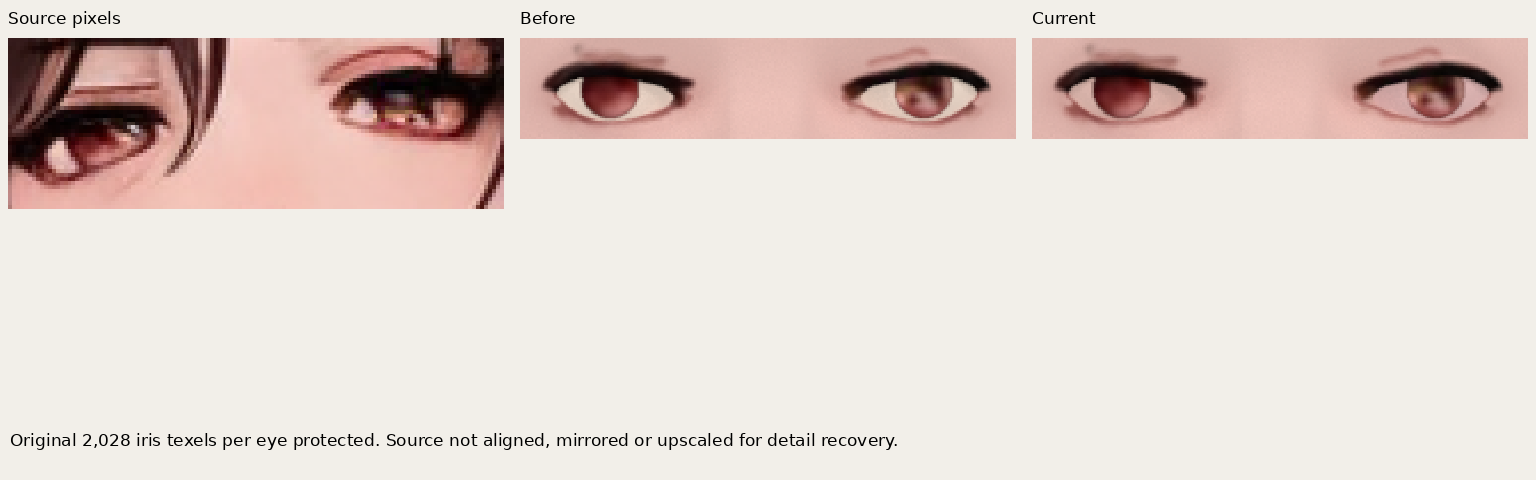 Source pixels
Before
Current
Original 2,028 iris texels per eye protected. Source not aligned, mirrored or upscaled for detail recovery.